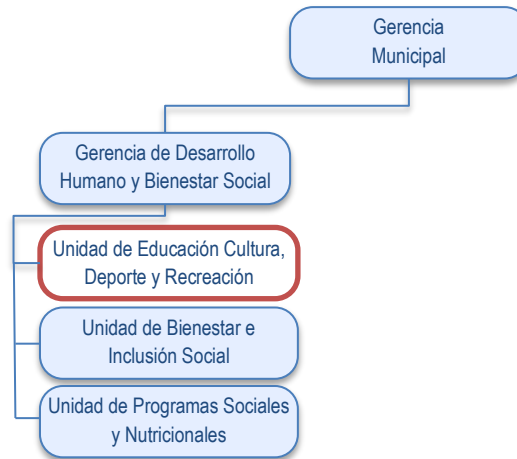 Gerencia
Municipal
Gerencia de Desarrollo
Humano y Bienestar Social
Unidad de Educación Cultura,
Deporte y Recreación
Unidad de Bienestar e
Inclusión Social
Unidad de Programas Sociales
y Nutricionales